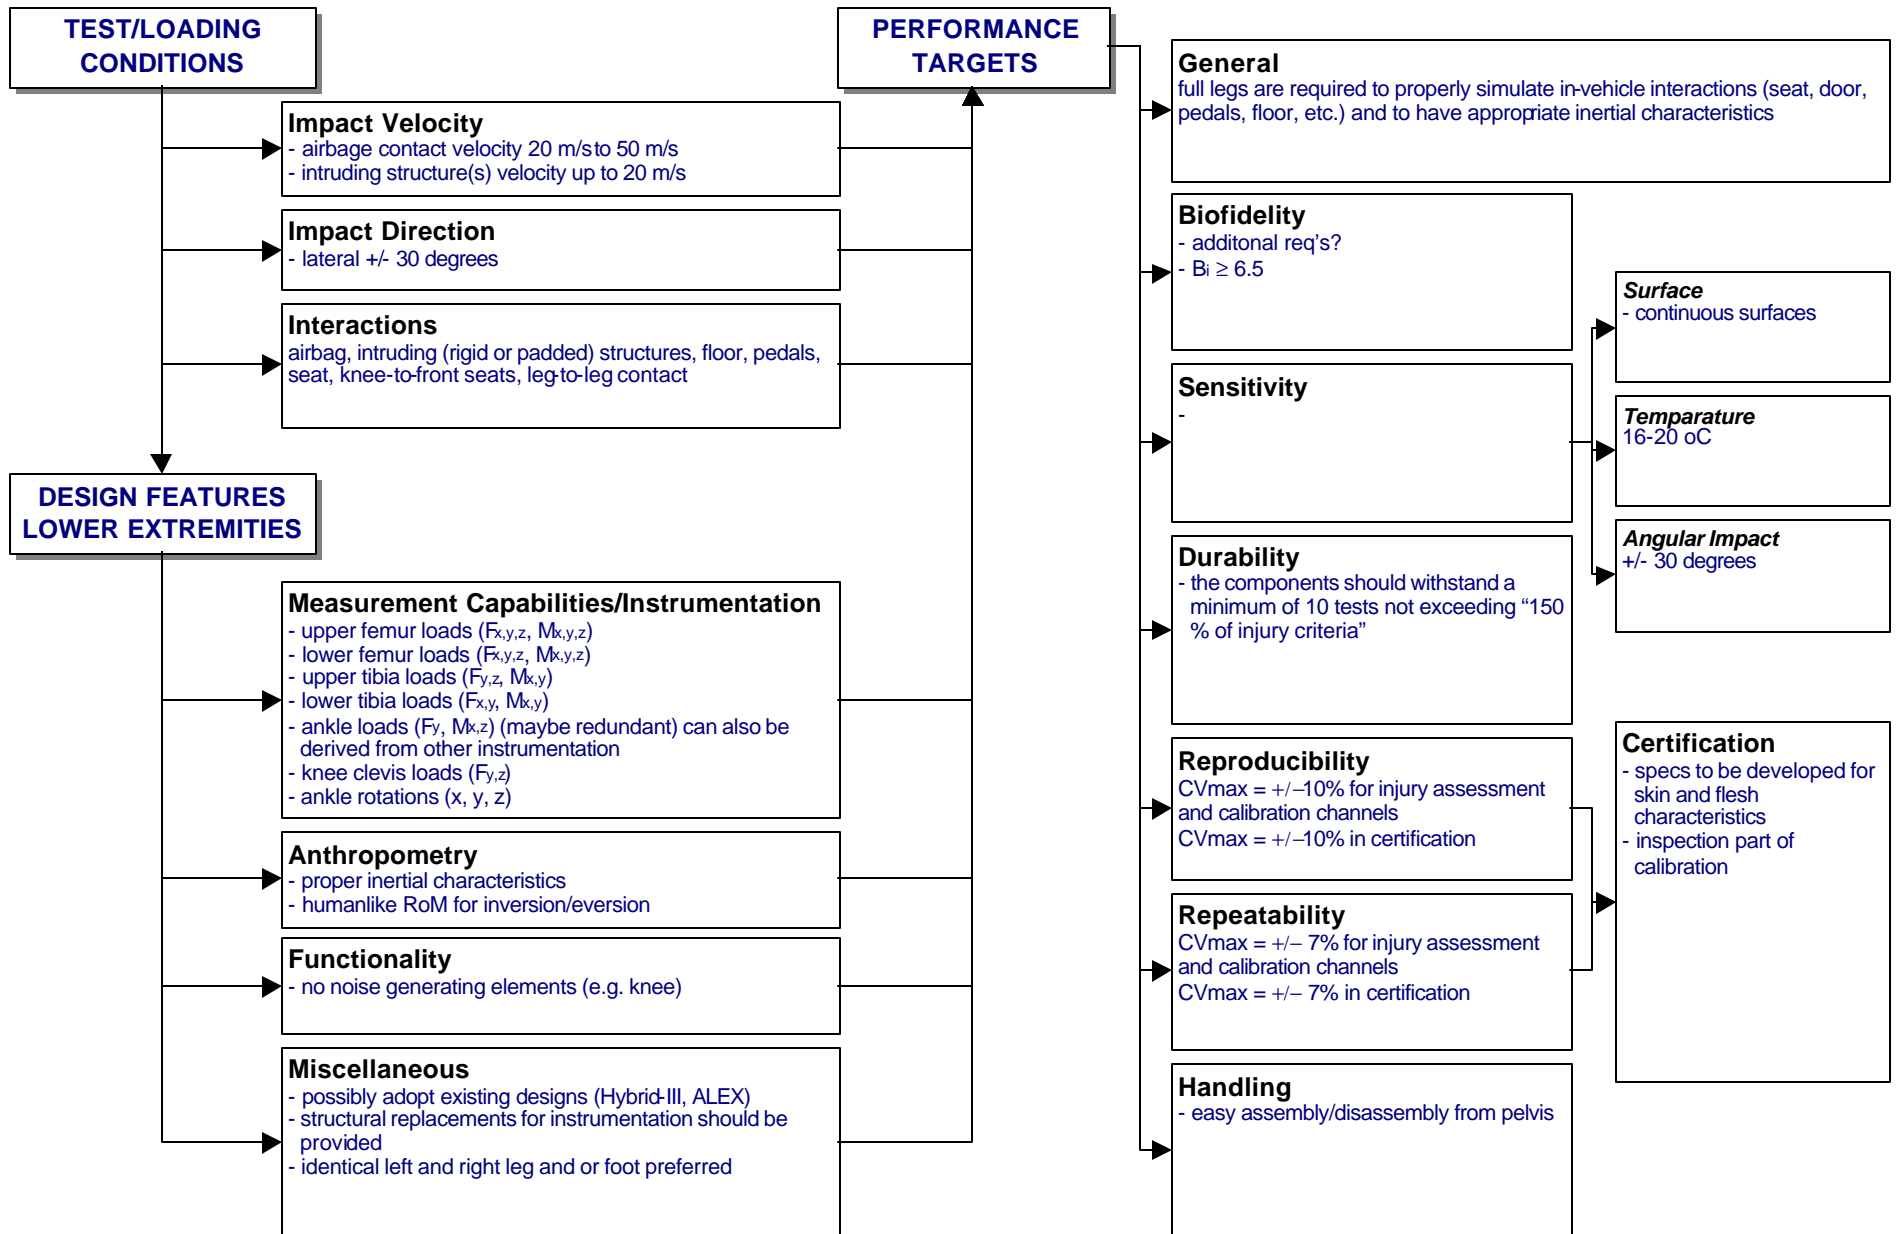 TEST/LOADING
CONDITIONS
Impact Velocity
- airbage contact velocity 20 m/s to 50 m/s
- intruding structure(s) velocity up to 20 m/s
Impact Direction
- lateral +/- 30 degrees
Interactions
airbag, intruding (rigid or padded) structures, floor, pedals,
seat, knee-to-front seats, leg-to-leg contact
DESIGN FEATURES
LOWER EXTREMITIES
Measurement Capabilities/Instrumentation
- upper femur loads (Fx,y,z, Mx,y,z)
- lower femur loads (Fx,y,z, Mx,y,z)
- upper tibia loads (Fy,z, Mx,y)
- lower tibia loads (Fx,y, Mx,y)
- ankle loads (Fy, Mx,z) (maybe redundant) can also be
derived from other instrumentation
- knee clevis loads (Fy,z)
- ankle rotations (x, y, z)
Anthropometry
- proper inertial characteristics
- humanlike RoM for inversion/eversion
Functionality
- no noise generating elements (e.g. knee)
Miscellaneous
- possibly adopt existing designs (Hybrid-III, ALEX)
- structural replacements for instrumentation should be
provided
- identical left and right leg and or foot preferred
PERFORMANCE
TARGETS
General
full legs are required to properly simulate in-vehicle interactions (seat, door,
pedals, floor, etc.) and to have appropriate inertial characteristics
Biofidelity
- additonal req's?
- Bi ≥ 6.5
Sensitivity
-
Surface
- continuous surfaces
Temparature
16-20 oC
Angular Impact
+/- 30 degrees
Durability
- the components should withstand a
minimum of 10 tests not exceeding “150
% of injury criteria”
Reproducibility
CVmax = +/−10% for injury assessment
and calibration channels
CVmax = +/−10% in certification
Repeatability
CVmax = +/− 7% for injury assessment
and calibration channels
CVmax = +/− 7% in certification
Certification
- specs to be developed for
skin and flesh
characteristics
- inspection part of
calibration
Handling
- easy assembly/disassembly from pelvis